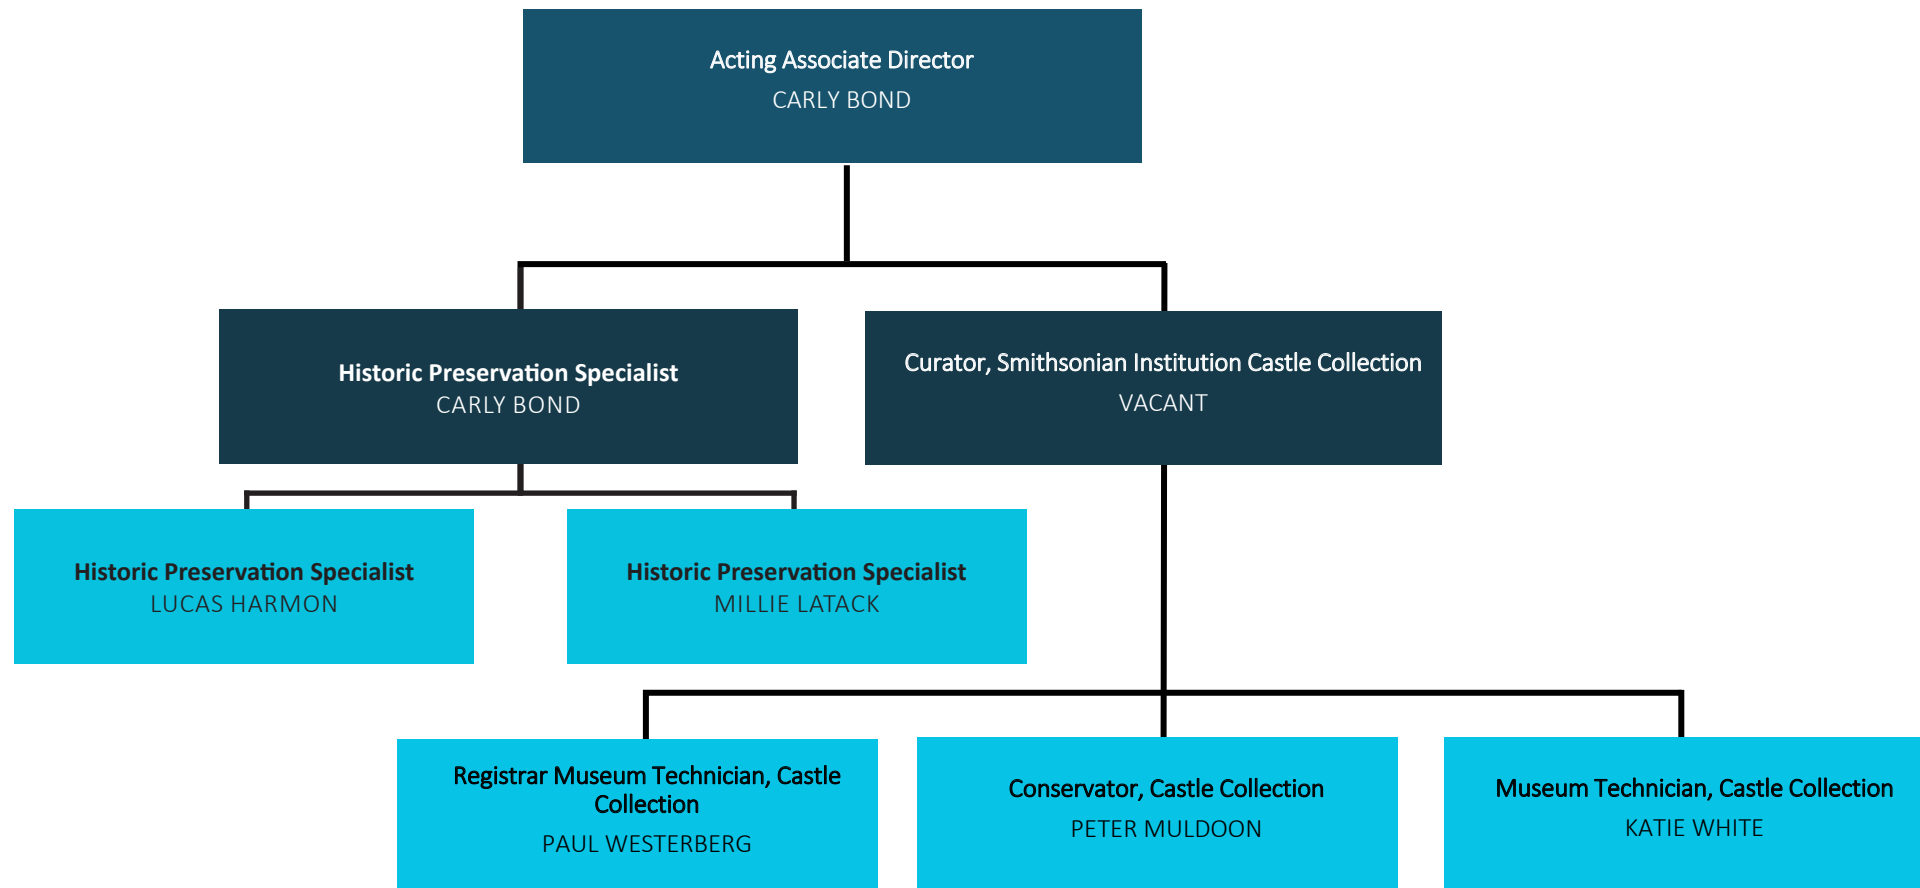 Acting Associate Director
CARLY BOND
Historic Preservation Specialist
CARLY BOND
Curator, Smithsonian Institution Castle Collection
VACANT
Historic Preservation Specialist
LUCAS HARMON
Historic Preservation Specialist
MILLIE LATACK
Registrar Museum Technician, Castle
Collection
PAUL WESTERBERG
Conservator, Castle Collection
PETER MULDOON
Museum Technician, Castle Collection
KATIE WHITE